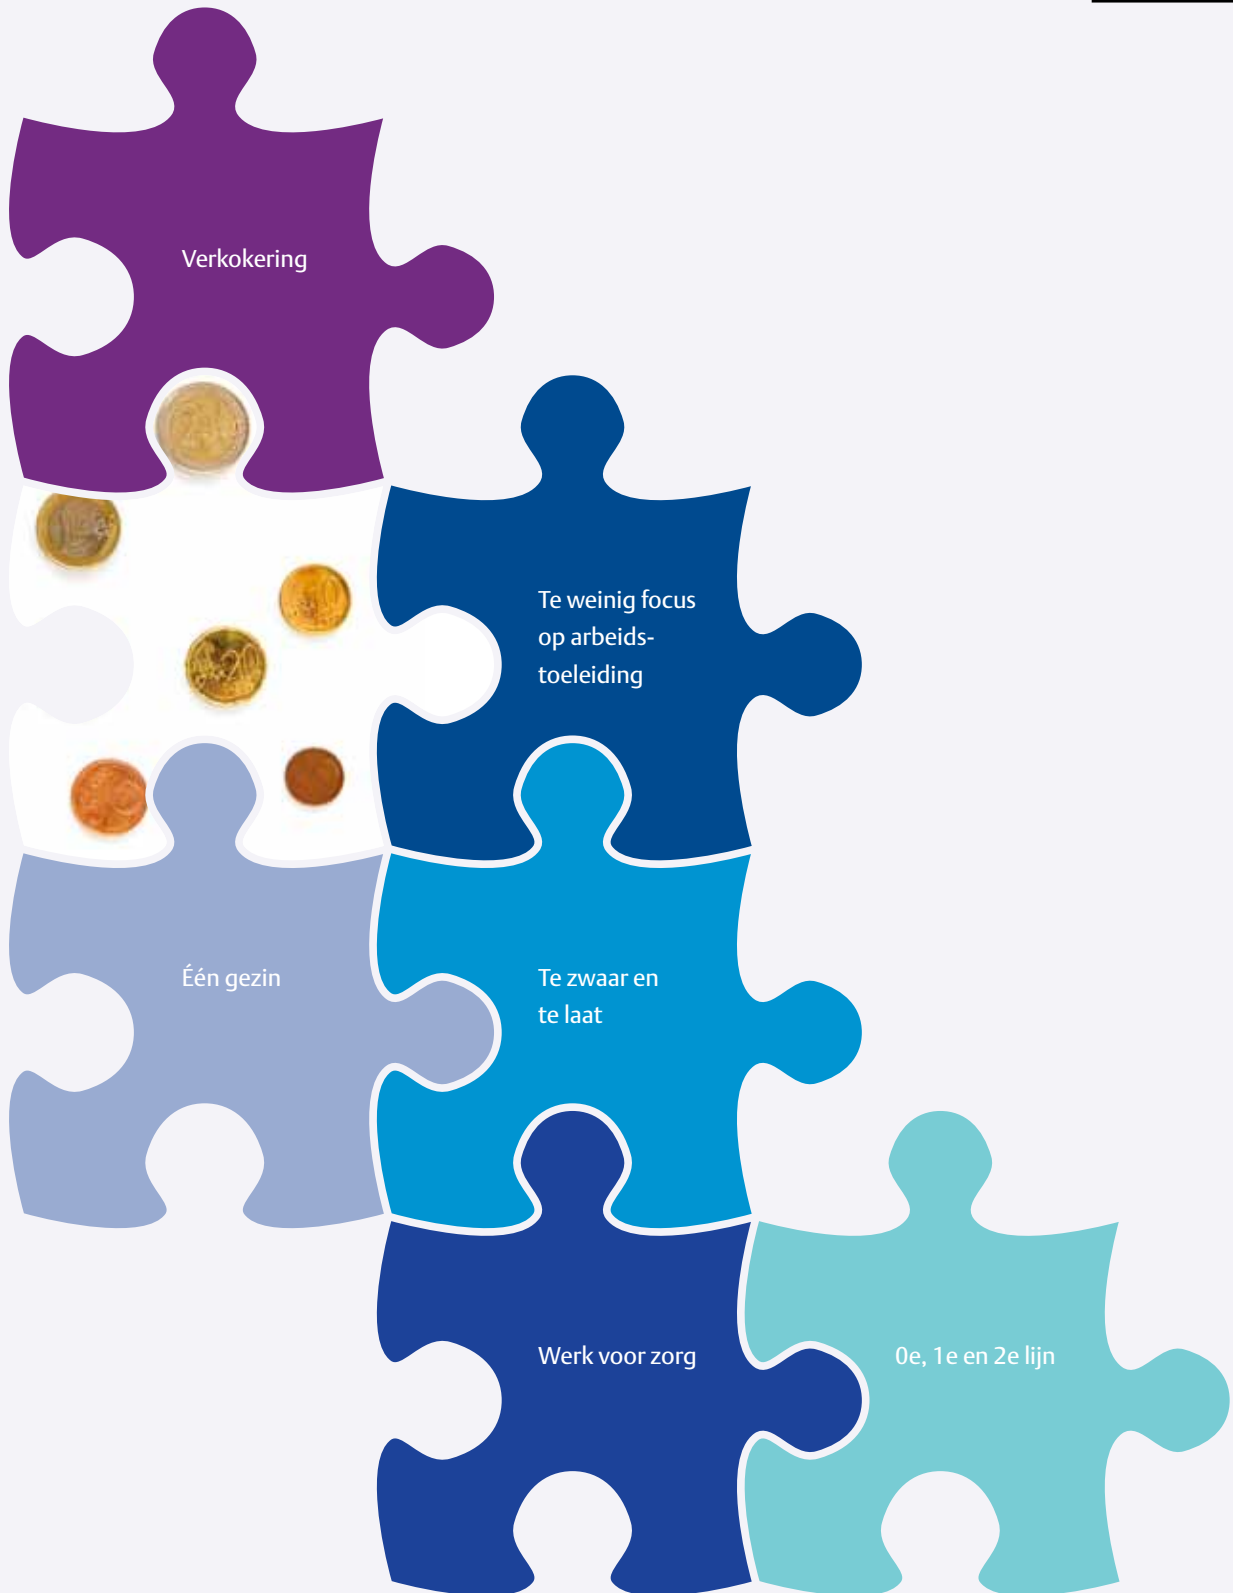 Verkokering
Te weinig focus
op arbeids-
toeleiding
Één gezin
Te zwaar en
te laat
Werk voor zorg
0e, 1e en 2e lijn